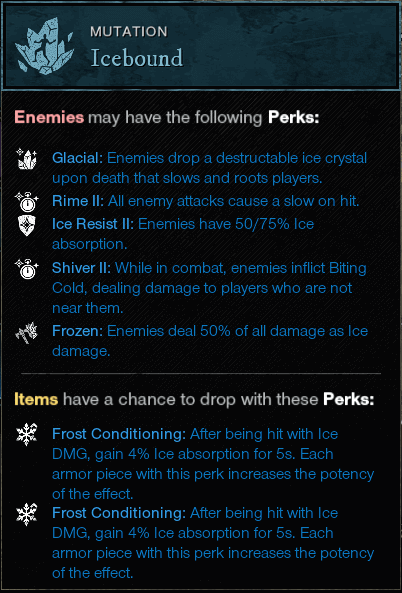 MUTATION
Icebound
Enemies may have the following Perks:
Glacial: Enemies drop a destructable ice crystal
upon death that slows and roots players.
Rime II: All enemy attacks cause a slow on hit.
Ice Resist II: Enemies have 50/75% Ice
absorption.
Shiver II: While in combat, enemies inflict Biting
Cold, dealing damage to players who are not
near them.
Frozen: Enemies deal 50% of all damage as Ice
damage.
Items have a chance to drop with these Perks:
Frost Conditioning: After being hit with Ice
DMG, gain 4% Ice absorption for 5s. Each
armor piece with this perk increases the potency
of the effect.
Frost Conditioning: After being hit with Ice
DMG, gain 4% Ice absorption for 5s. Each
armor piece with this perk increases the potency
of the effect.